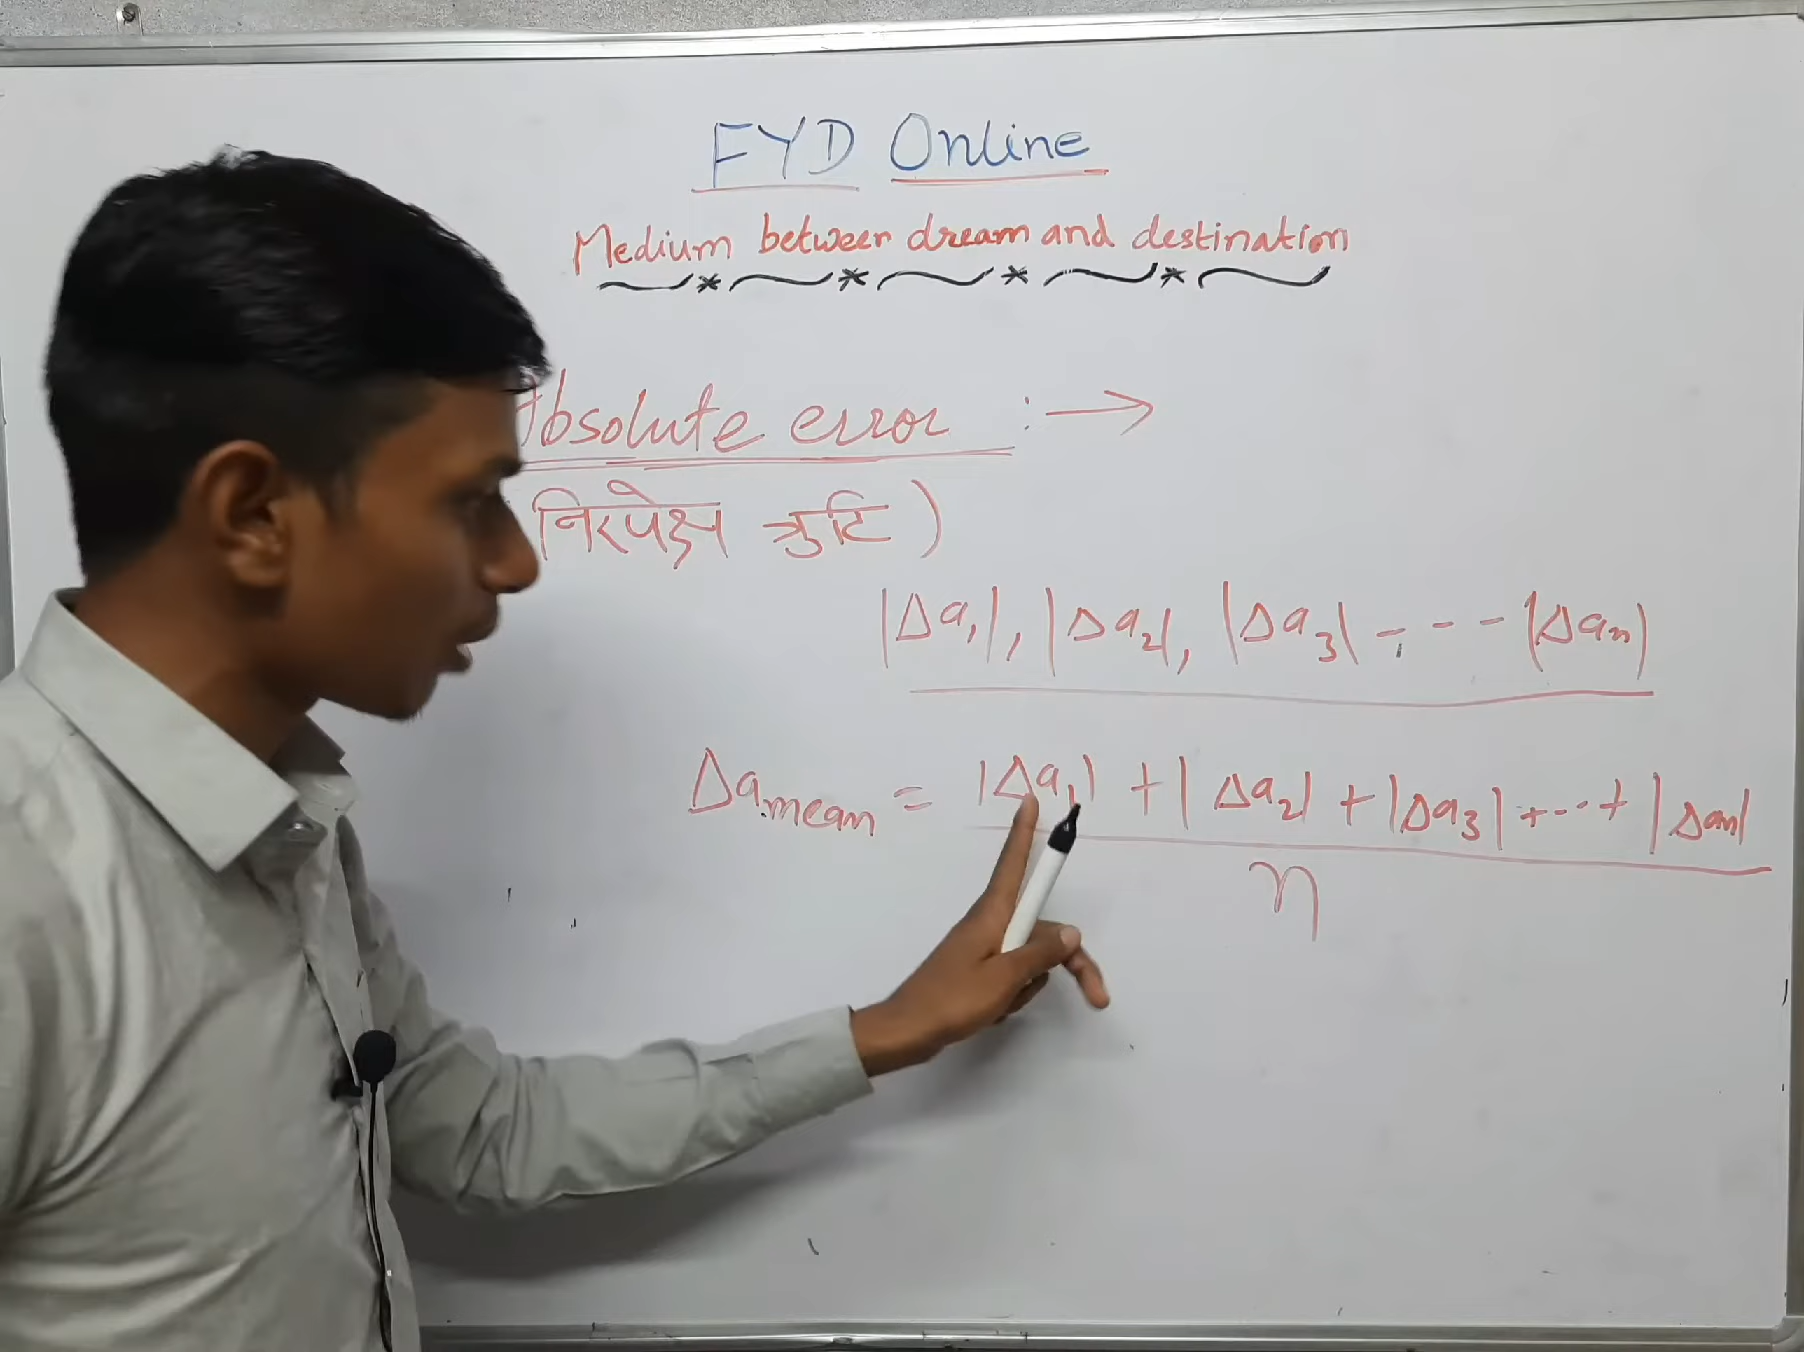 FYD Online
Medium between dream and destination
Absolute error :→
निरपेक्ष त्रुटि )
|Δa₁|, |Δa₂|, |Δa₃| - - - - |Δaₙ|
Δa mean = |Δa₁| + |Δa₂| + |Δa₃| + --- + |Δaₙ|
n